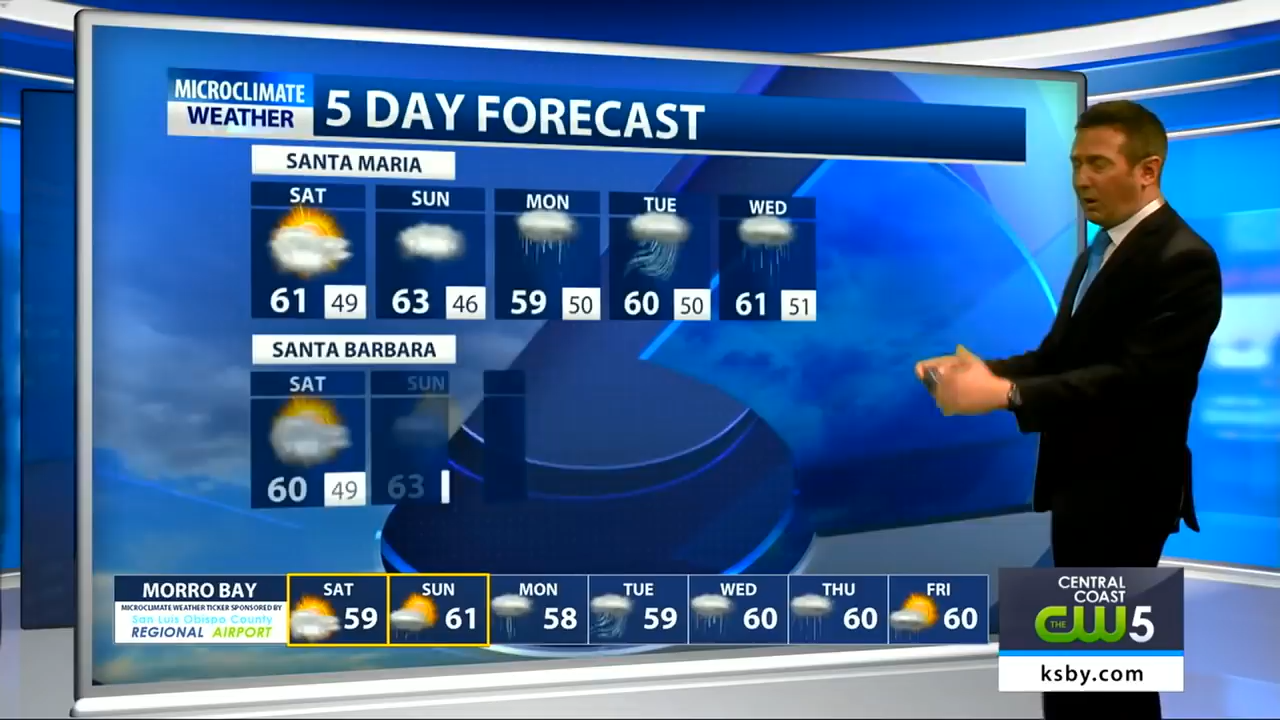 MICROCLIMATE
WEATHER
5 DAY FORECAST
SANTA MARIA
SAT SUN MON TUE WED
61 49 63 46 59 50 60 50 61 51
SANTA BARBARA
SAT SUN
60 49 63
MORRO BAY
MICROCLIMATE WEATHER TICKER SPONSORED BY
San Luis Obispo County
REGIONAL AIRPORT
SAT SUN MON TUE WED THU FRI
59 61 58 59 60 60 60
CENTRAL
COAST
THE CW 5
ksby.com